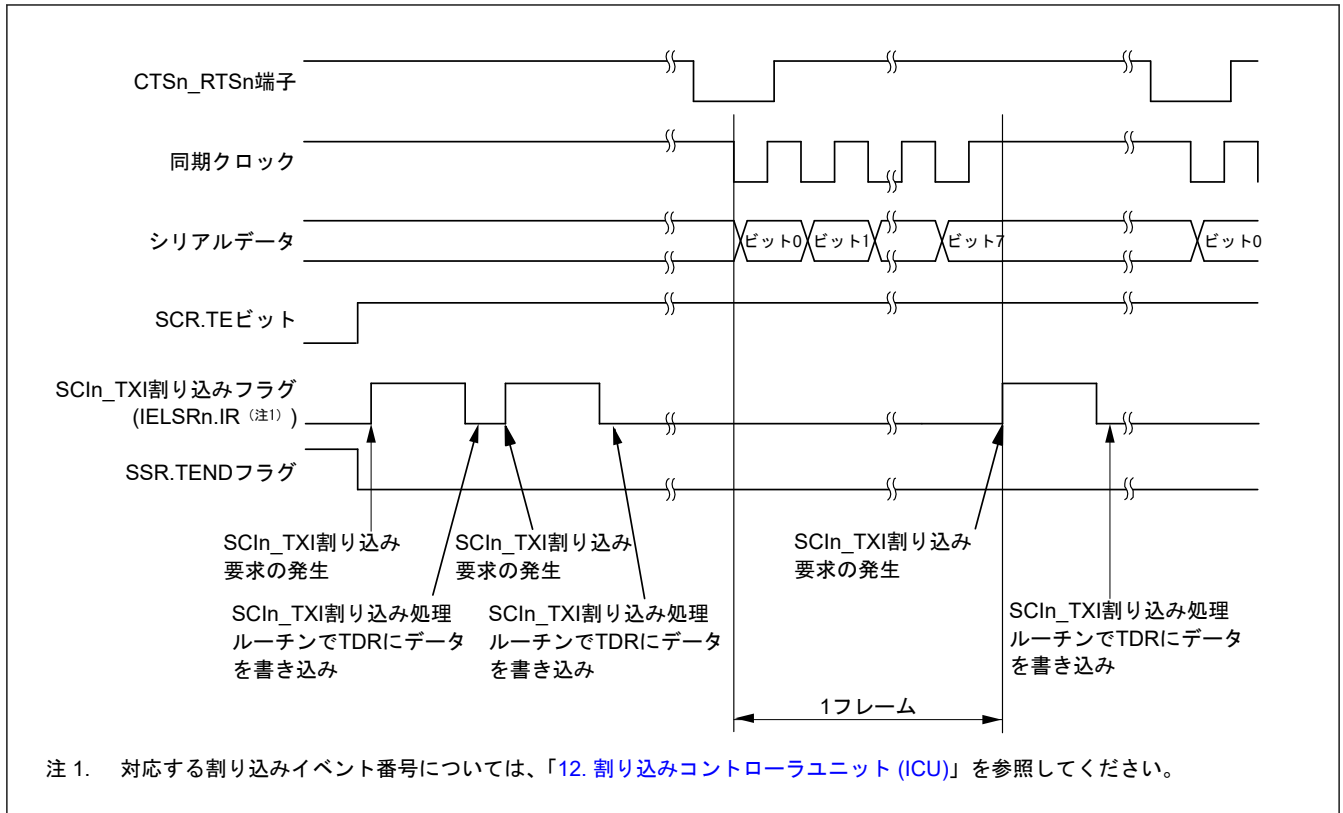 CTSn_RTSn端子
同期クロック
シリアルデータ
ビット0 ビット1 ビット7 ビット0
SCR.TEビット
SCIn_TXI割り込みフラグ
(IELSRn.IR（注1）)
SSR.TENDフラグ
SCIn_TXI割り込み
要求の発生
SCIn_TXI割り込み処理
ルーチンでTDRにデータ
を書き込み
SCIn_TXI割り込み
要求の発生
SCIn_TXI割り込み処理
ルーチンでTDRにデータ
を書き込み
SCIn_TXI割り込み
要求の発生
SCIn_TXI割り込み処理
ルーチンでTDRにデータ
を書き込み
1フレーム
注 1. 対応する割り込みイベント番号については、「12. 割り込みコントローラユニット (ICU)」を参照してください。